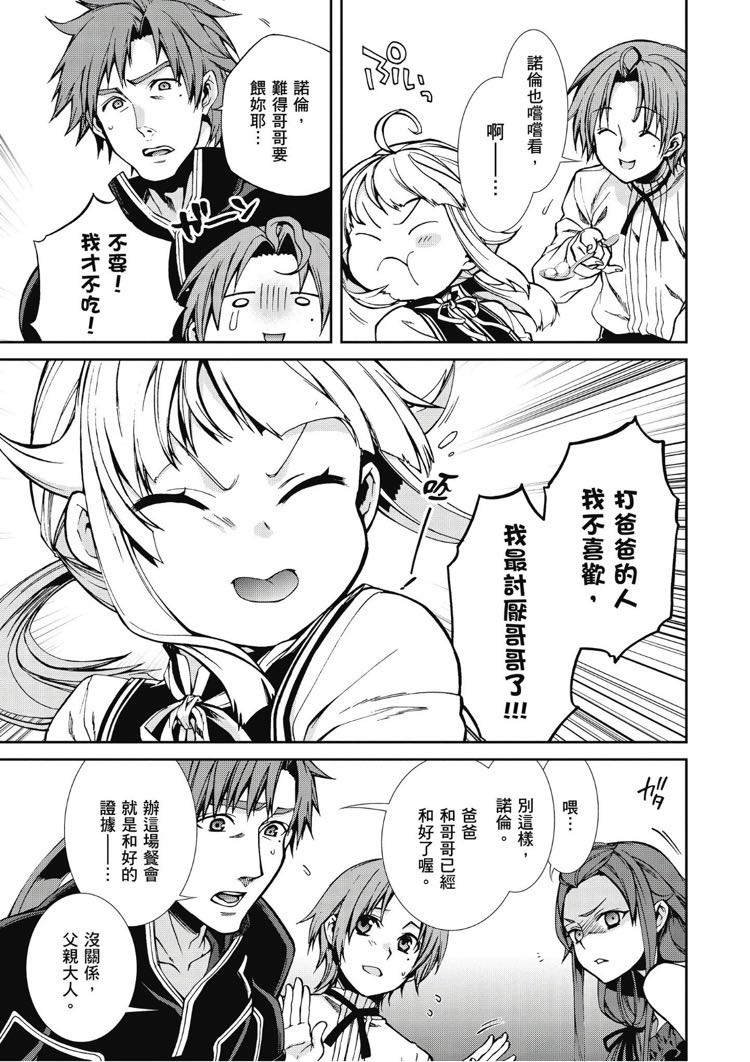 諾倫也嚐嚐看，
啊——…
ぷいっ
諾倫，
難得哥哥要
餵妳耶…
ガーン
不要！
我才不吃！
打爸爸的人
我不喜歡，
我最討厭哥哥了!!!
呸——
喂…
ガタ
別這樣，
諾倫。
爸爸
和哥哥已經
和好了喔。
辦這場餐會
就是和好的
證據——…
沒關係，
父親大人。